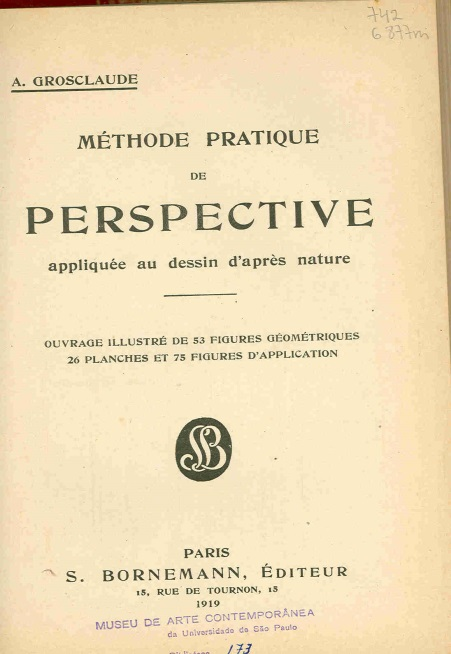 742
G877m
A. GROSCLAUDE
MÉTHODE PRATIQUE
DE
PERSPECTIVE
appliquée au dessin d'après nature
OUVRAGE ILLUSTRÉ DE 53 FIGURES GÉOMÉTRIQUES
26 PLANCHES ET 75 FIGURES D'APPLICATION
SB
PARIS
S. BORNEMANN, ÉDITEUR
15, RUE DE TOURNON, 15
1919
MUSEU DE ARTE CONTEMPORÂNEA
da Universidade de São Paulo
173